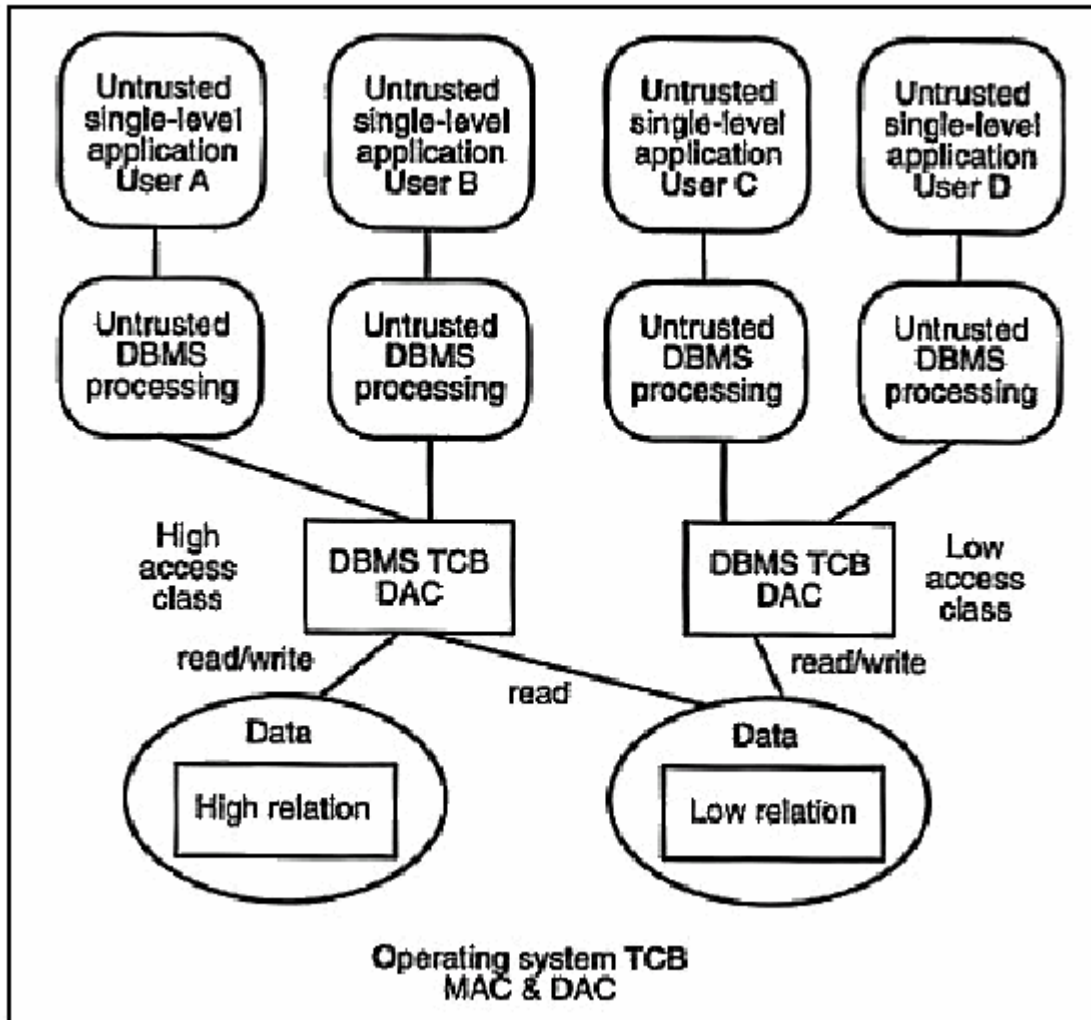 Untrusted
single-level
application
User A
Untrusted
single-level
application
User B
Untrusted
single-level
application
User C
Untrusted
single-level
application
User D
Untrusted
DBMS
processing
Untrusted
DBMS
processing
Untrusted
DBMS
processing
Untrusted
DBMS
processing
High
access
class
DBMS TCB
DAC
DBMS TCB
DAC
Low
access
class
read/write
read
read/write
Data
High relation
Data
Low relation
Operating system TCB
MAC & DAC